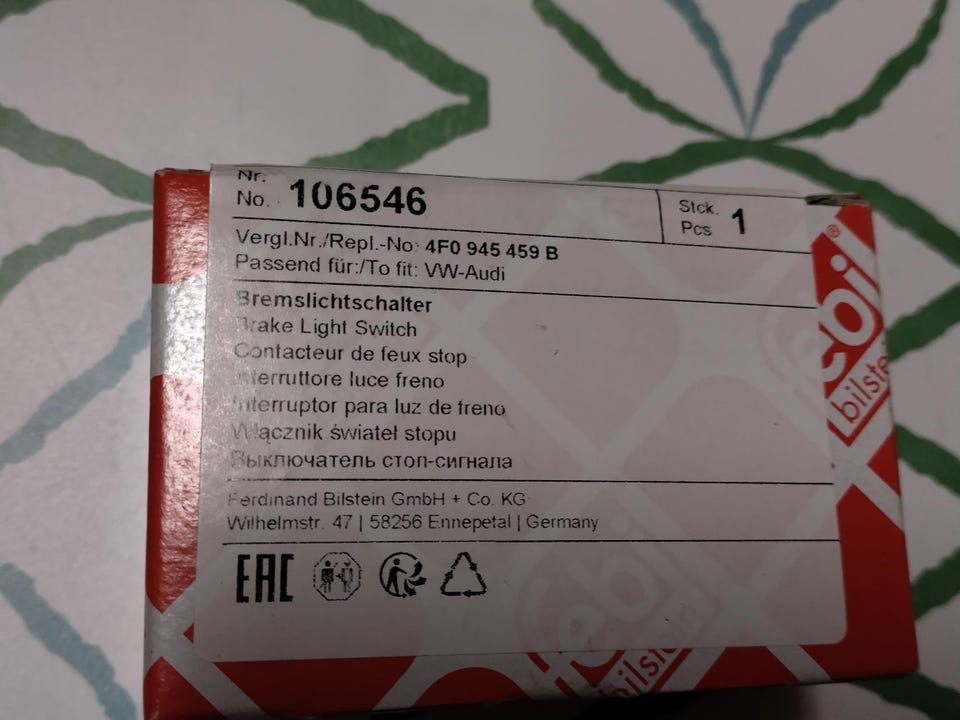 Nr.
No. 106546
Stck.
Pcs 1
Vergl.Nr./Repl.-No: 4F0 945 459 B
Passend für:/To fit: VW-Audi
Bremslichtschalter
Brake Light Switch
Contacteur de feux stop
Interruttore luce freno
Interruptor para luz de freno
Włącznik świateł stopu
Выключатель стоп-сигнала
Ferdinand Bilstein GmbH + Co. KG
Wilhelmstr. 47 | 58256 Ennepetal | Germany
EAC
febi
bilstein
febi
bilstein